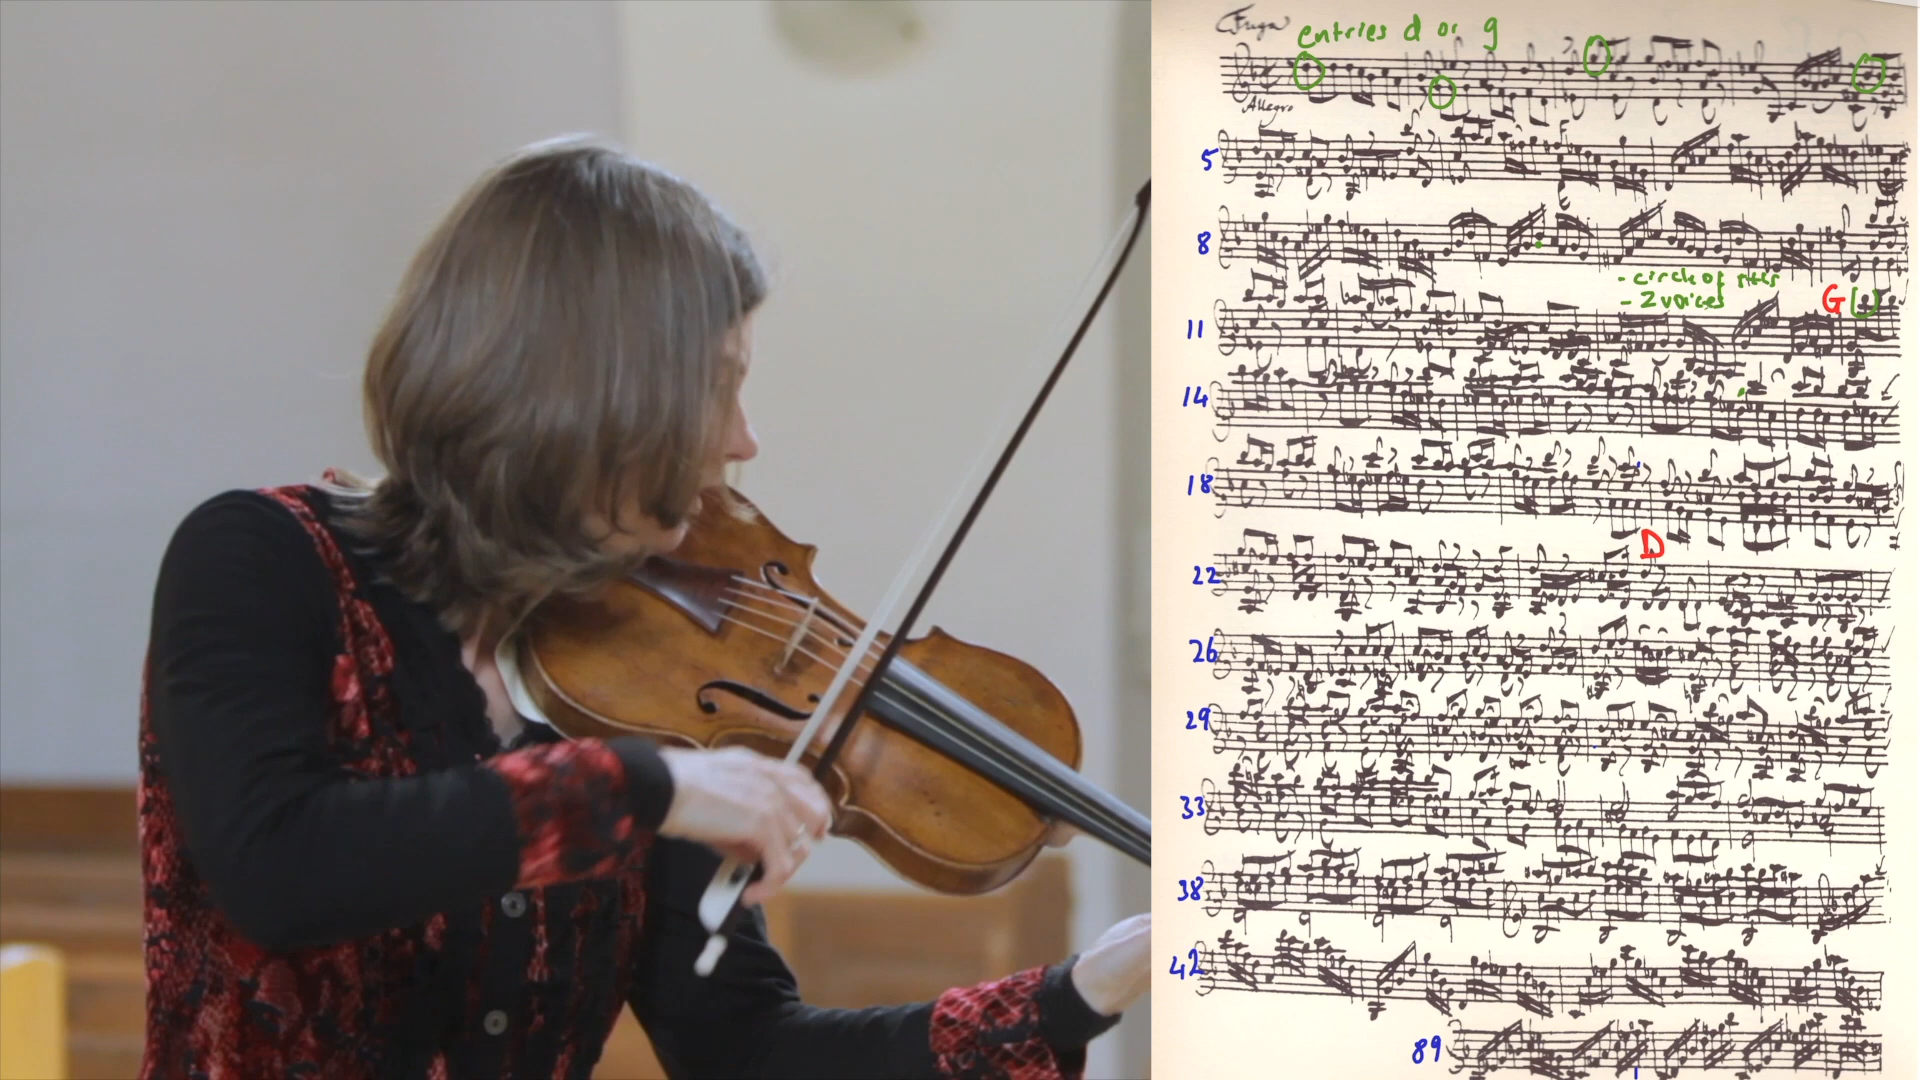 Fuga
entries d or g
Allegro
5
8
- circle of 5ths
- 2 voices
G
11
14
18
D
22
26
29
33
38
42
89